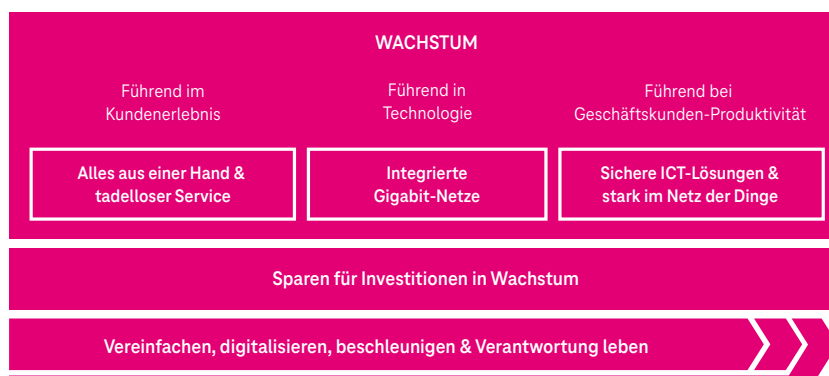 WACHSTUM
Führend im
Kundenerlebnis
Führend in
Technologie
Führend bei
Geschäftskunden-Produktivität
Alles aus einer Hand &
tadelloser Service
Integrierte
Gigabit-Netze
Sichere ICT-Lösungen &
stark im Netz der Dinge
Sparen für Investitionen in Wachstum
Vereinfachen, digitalisieren, beschleunigen & Verantwortung leben